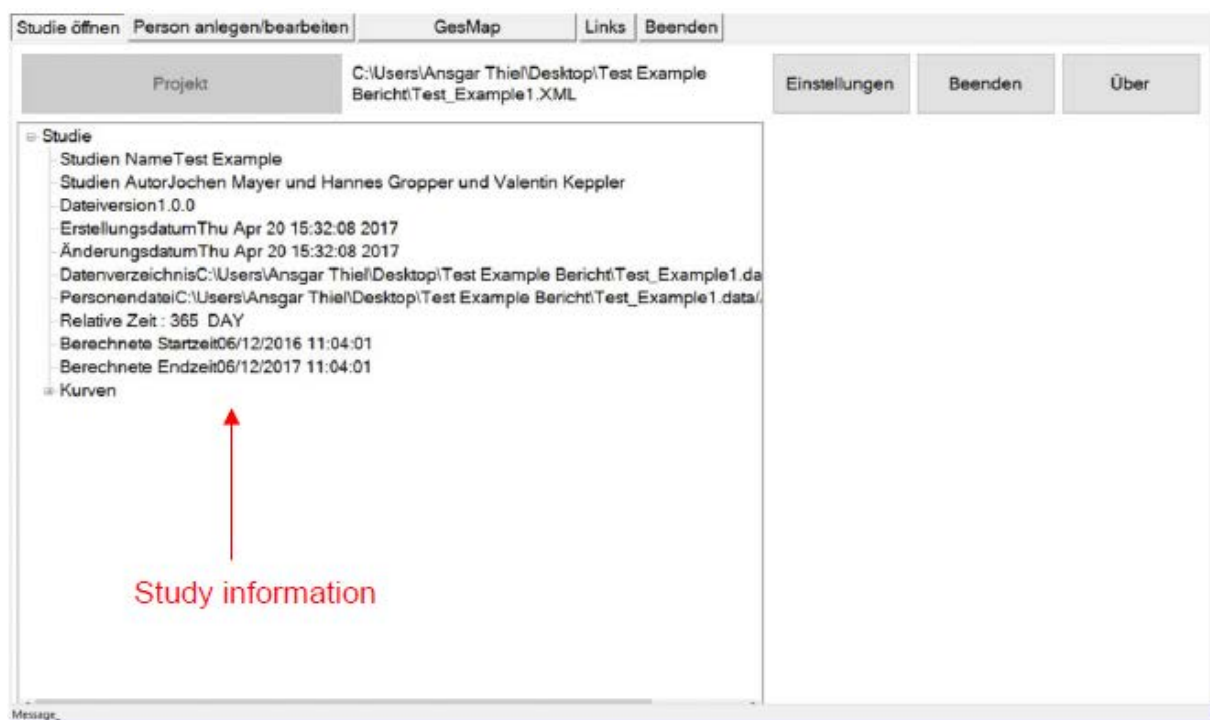 Studie öffnen Person anlegen/bearbeiten GesMap Links Beenden
Projekt
C:\Users\Ansgar Thiel\Desktop\Test Example
Bericht\Test_Example1.XML
Einstellungen Beenden Über
Studie
Studien NameTest Example
Studien AutorJochen Mayer und Hannes Gropper und Valentin Keppler
Dateiversion1.0.0
ErstellungsdatumThu Apr 20 15:32:08 2017
ÄnderungsdatumThu Apr 20 15:32:08 2017
DatenverzeichnisC:\Users\Ansgar Thiel\Desktop\Test Example Bericht\Test_Example1.da
PersonendateiC:\Users\Ansgar Thiel\Desktop\Test Example Bericht\Test_Example1.data/
Relative Zeit : 365 DAY
Berechnete Startzeit06/12/2016 11:04:01
Berechnete Endzeit06/12/2017 11:04:01
Kurven
Study information
Message_